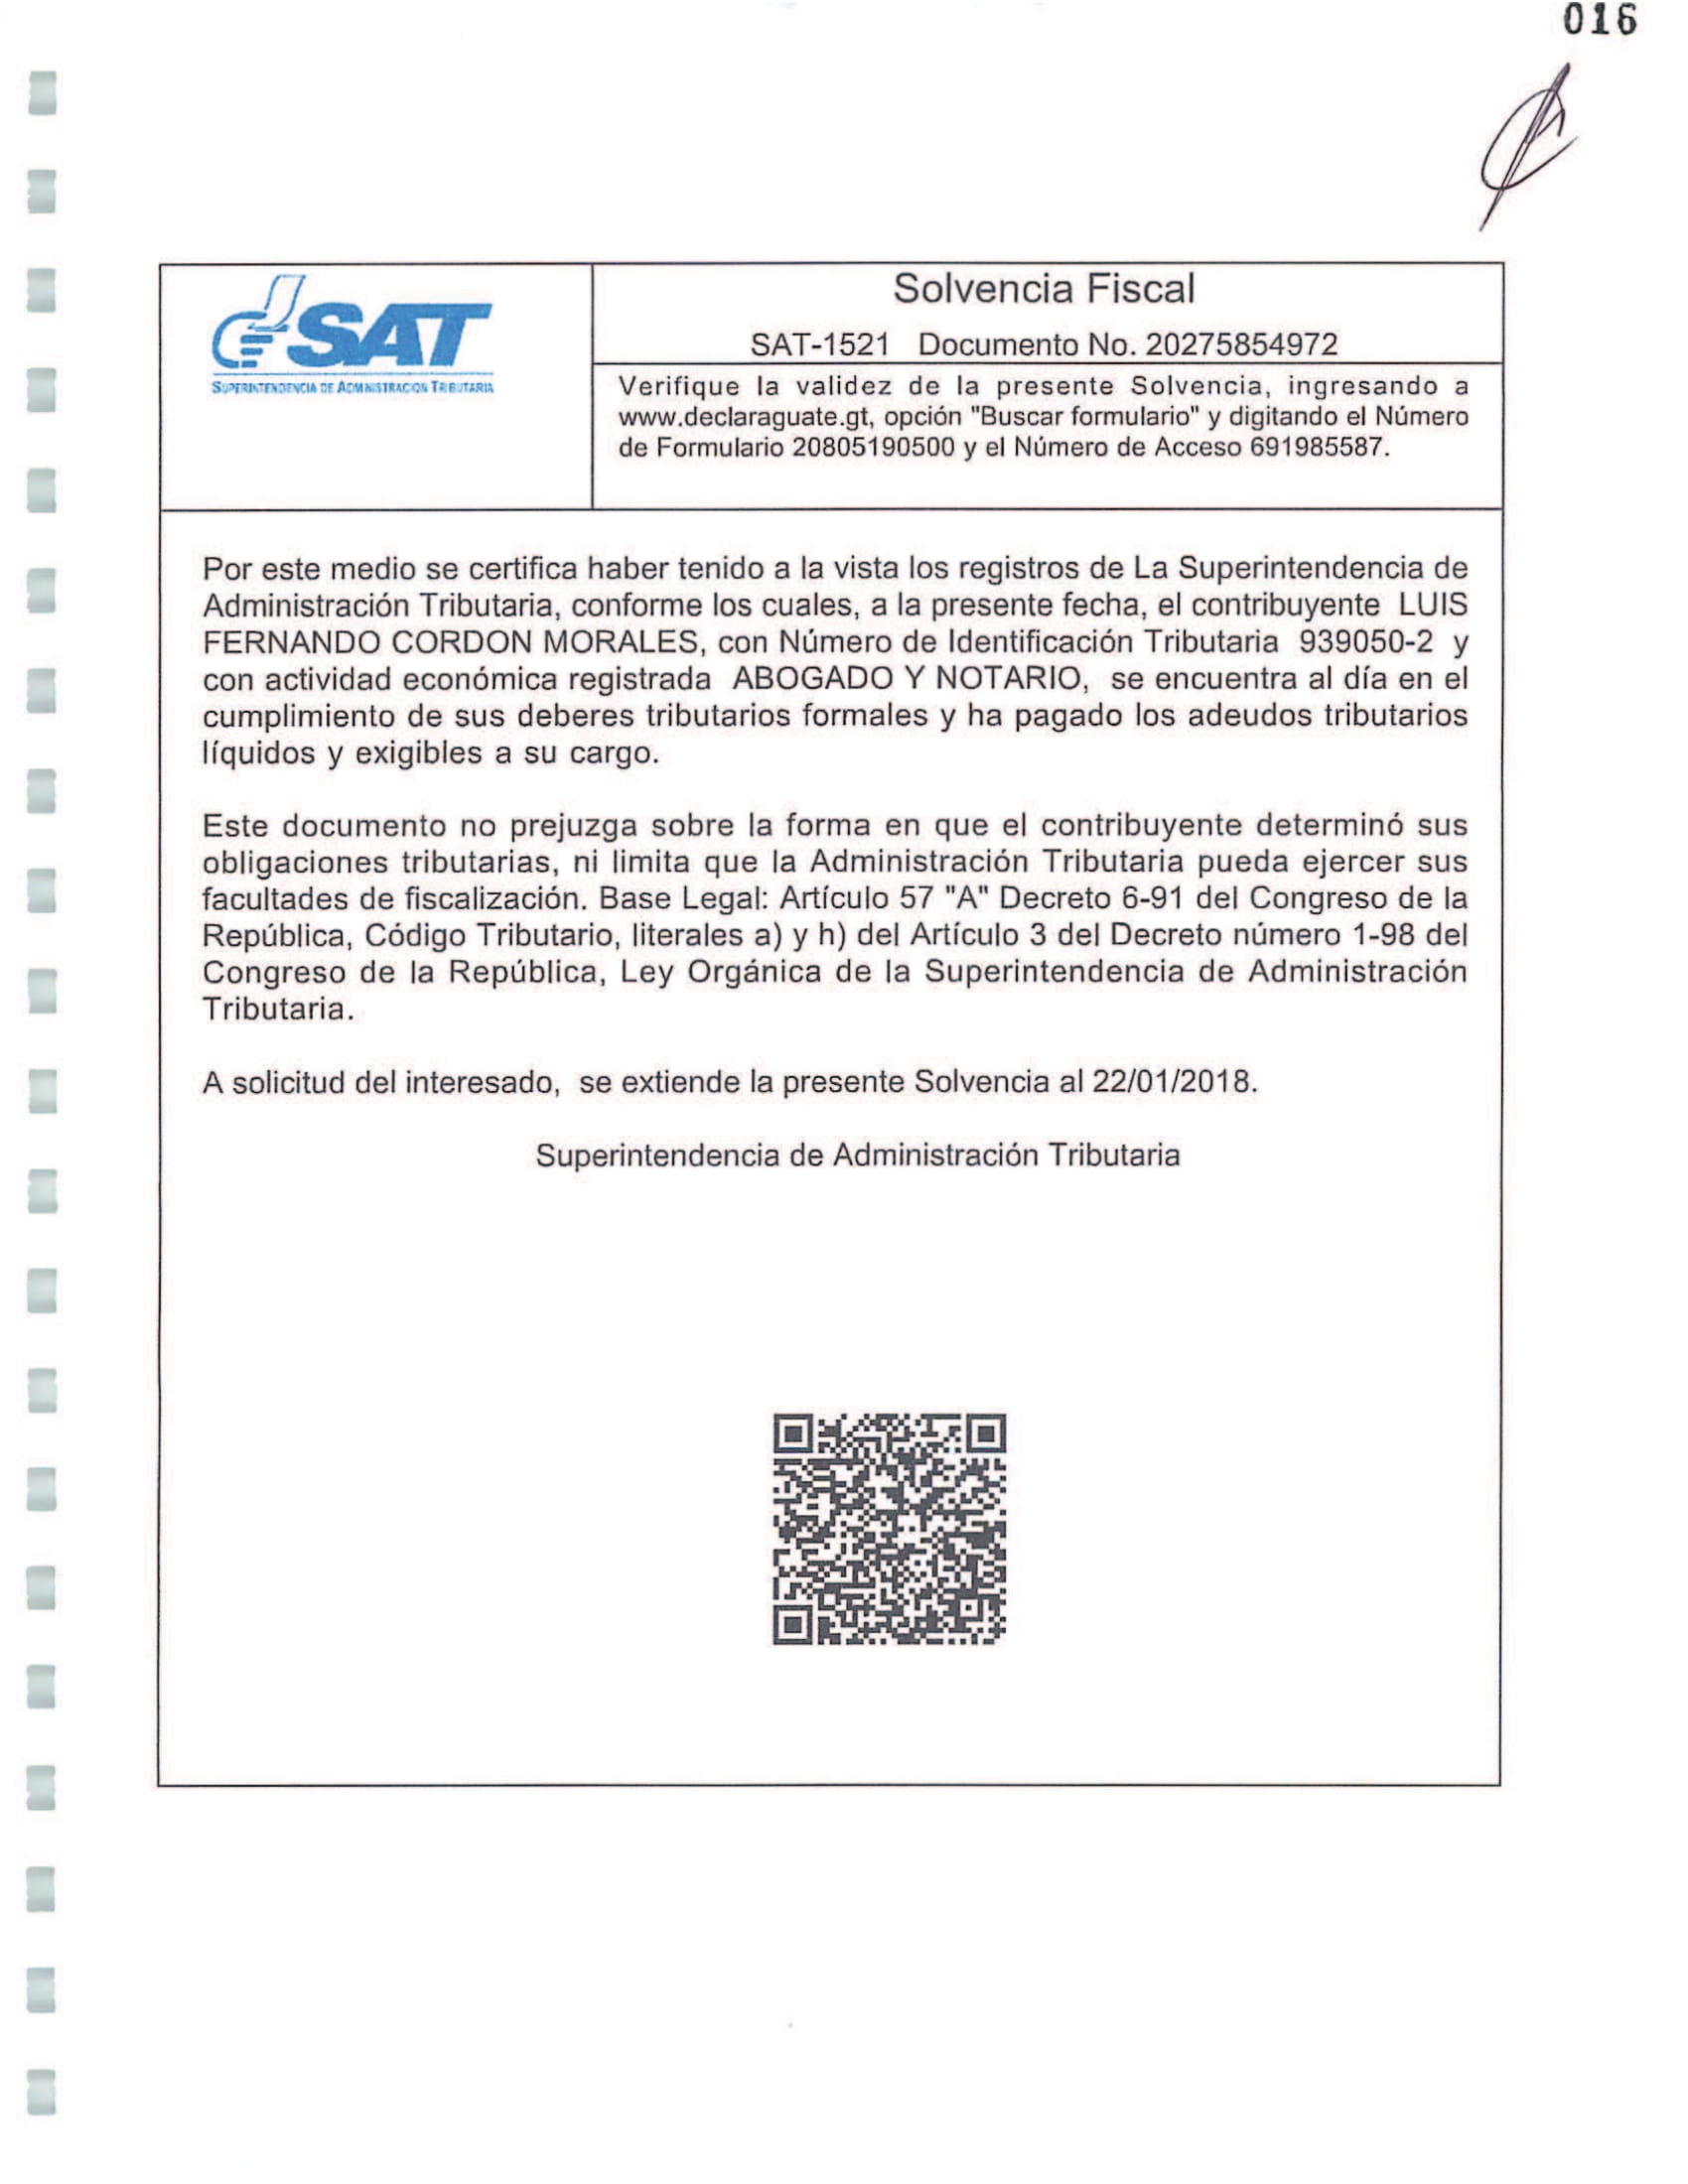 016
SAT
SUPERINTENDENCIA DE ADMINISTRACION TRIBUTARIA
Solvencia Fiscal
SAT-1521 Documento No. 20275854972
Verifique la validez de la presente Solvencia, ingresando a
www.declaraguate.gt, opción "Buscar formulario" y digitando el Número
de Formulario 20805190500 y el Número de Acceso 691985587.
Por este medio se certifica haber tenido a la vista los registros de La Superintendencia de
Administración Tributaria, conforme los cuales, a la presente fecha, el contribuyente LUIS
FERNANDO CORDON MORALES, con Número de Identificación Tributaria 939050-2 y
con actividad económica registrada ABOGADO Y NOTARIO, se encuentra al día en el
cumplimiento de sus deberes tributarios formales y ha pagado los adeudos tributarios
líquidos y exigibles a su cargo.
Este documento no prejuzga sobre la forma en que el contribuyente determinó sus
obligaciones tributarias, ni limita que la Administración Tributaria pueda ejercer sus
facultades de fiscalización. Base Legal: Artículo 57 "A" Decreto 6-91 del Congreso de la
República, Código Tributario, literales a) y h) del Artículo 3 del Decreto número 1-98 del
Congreso de la República, Ley Orgánica de la Superintendencia de Administración
Tributaria.
A solicitud del interesado, se extiende la presente Solvencia al 22/01/2018.
Superintendencia de Administración Tributaria